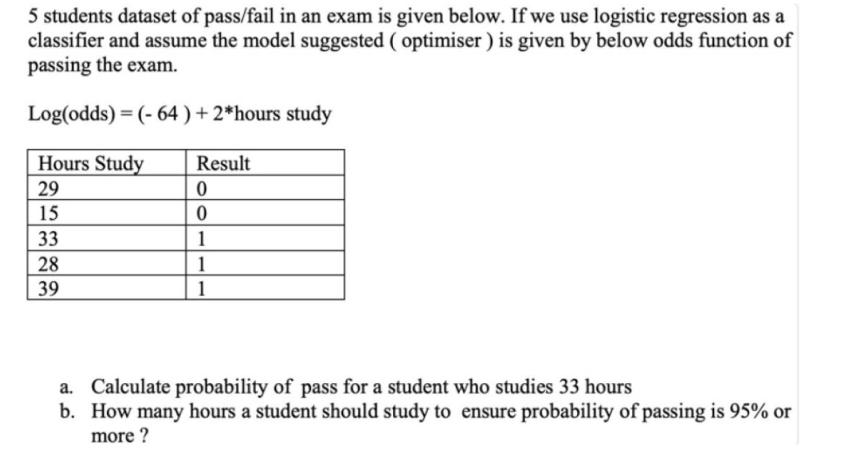 5 students dataset of pass/fail in an exam is given below. If we use logistic regression as a
classifier and assume the model suggested ( optimiser ) is given by below odds function of
passing the exam.
Log(odds) = (- 64 ) + 2*hours study
Hours Study Result
29 0
15 0
33 1
28 1
39 1
a. Calculate probability of pass for a student who studies 33 hours
b. How many hours a student should study to ensure probability of passing is 95% or
more ?